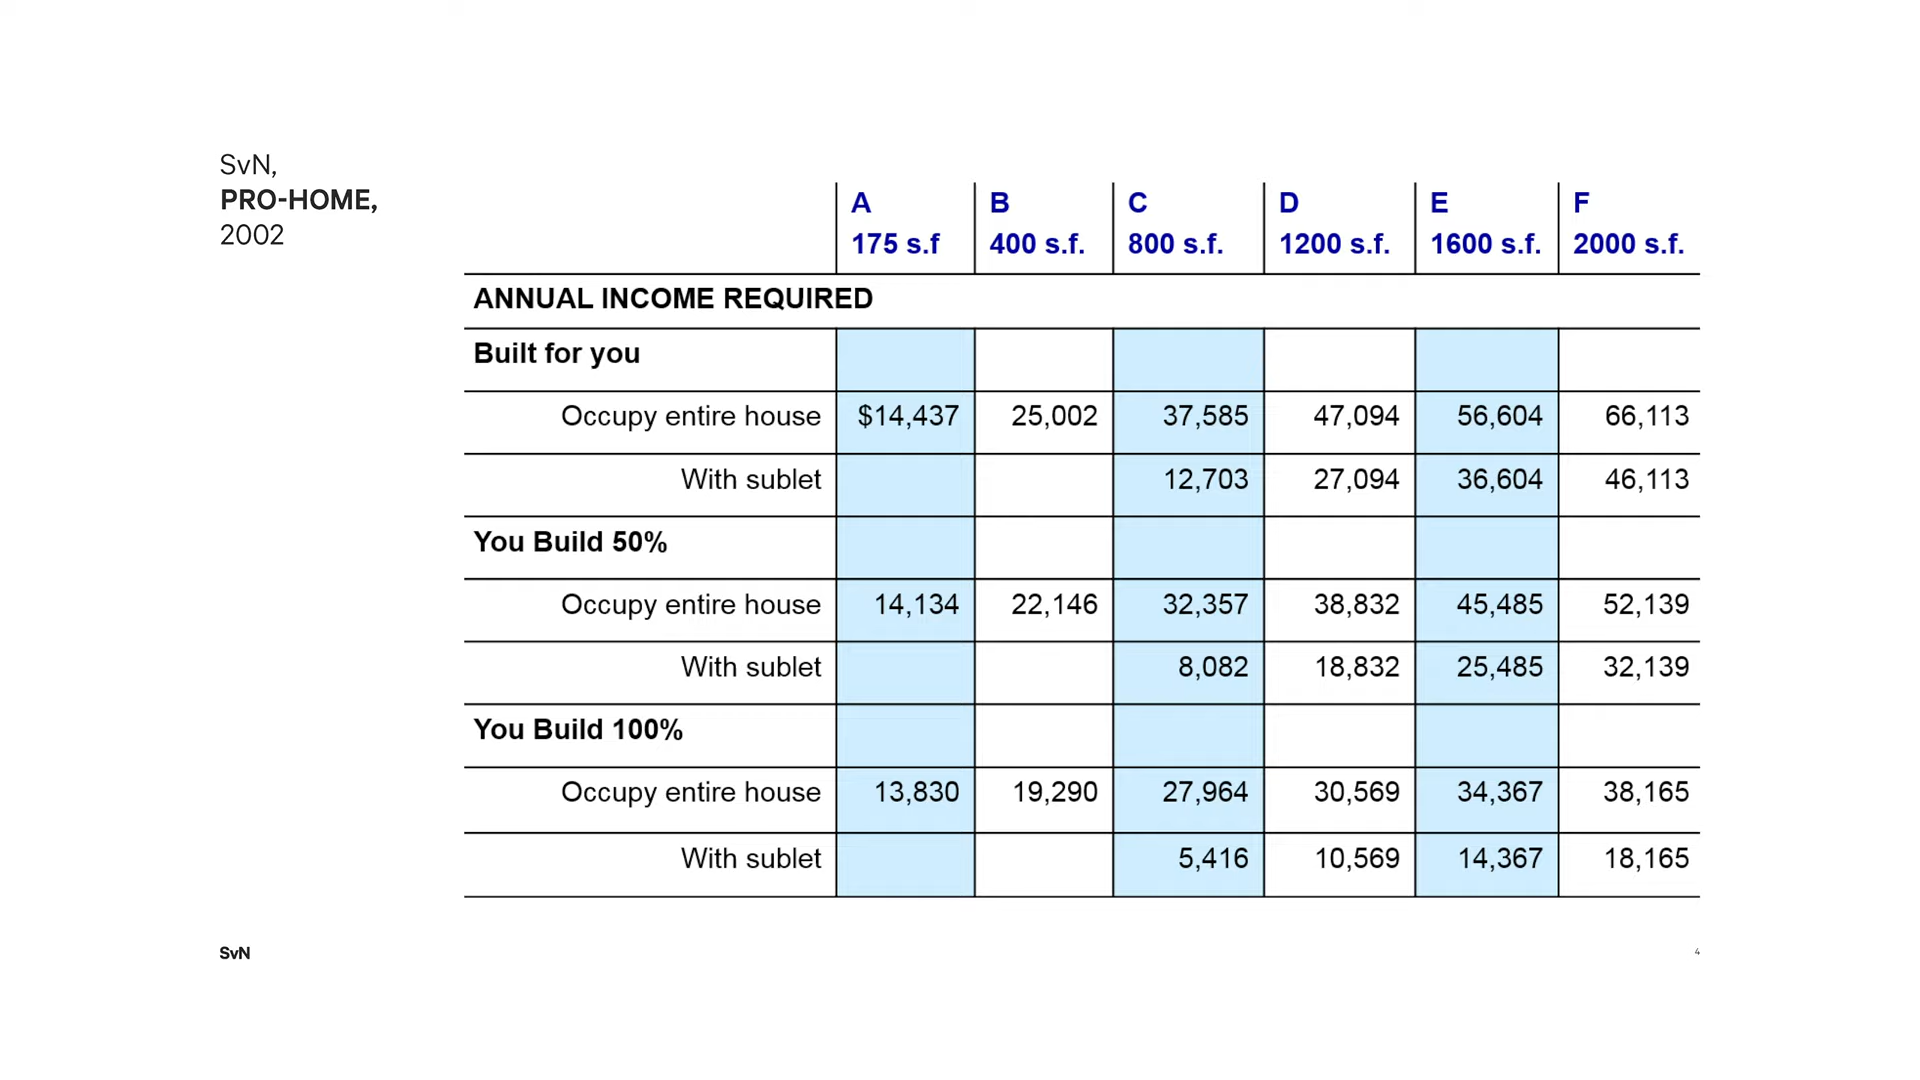 SvN,
PRO-HOME,
2002
A B C D E F
175 s.f 400 s.f. 800 s.f. 1200 s.f. 1600 s.f. 2000 s.f.
ANNUAL INCOME REQUIRED
Built for you
Occupy entire house $14,437 25,002 37,585 47,094 56,604 66,113
With sublet 12,703 27,094 36,604 46,113
You Build 50%
Occupy entire house 14,134 22,146 32,357 38,832 45,485 52,139
With sublet 8,082 18,832 25,485 32,139
You Build 100%
Occupy entire house 13,830 19,290 27,964 30,569 34,367 38,165
With sublet 5,416 10,569 14,367 18,165
SvN 4